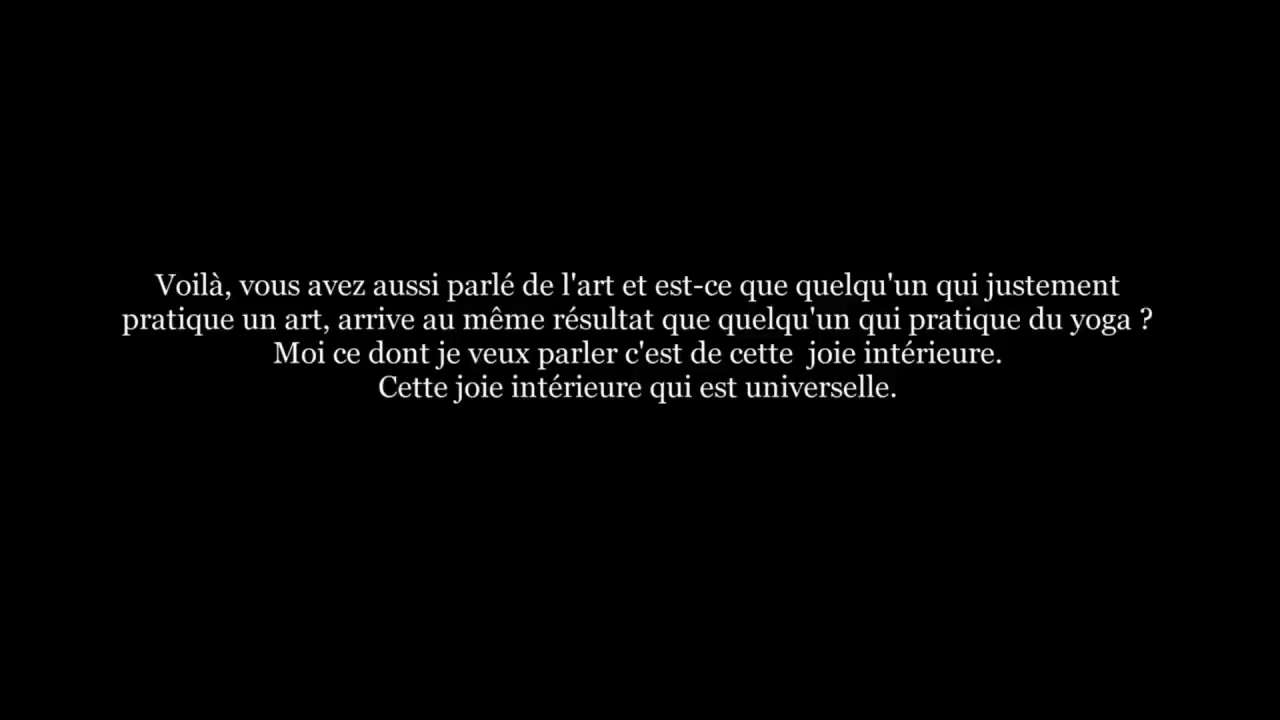 Voilà, vous avez aussi parlé de l'art et est-ce que quelqu'un qui justement
pratique un art, arrive au même résultat que quelqu'un qui pratique du yoga ?
Moi ce dont je veux parler c'est de cette  joie intérieure.
Cette joie intérieure qui est universelle.